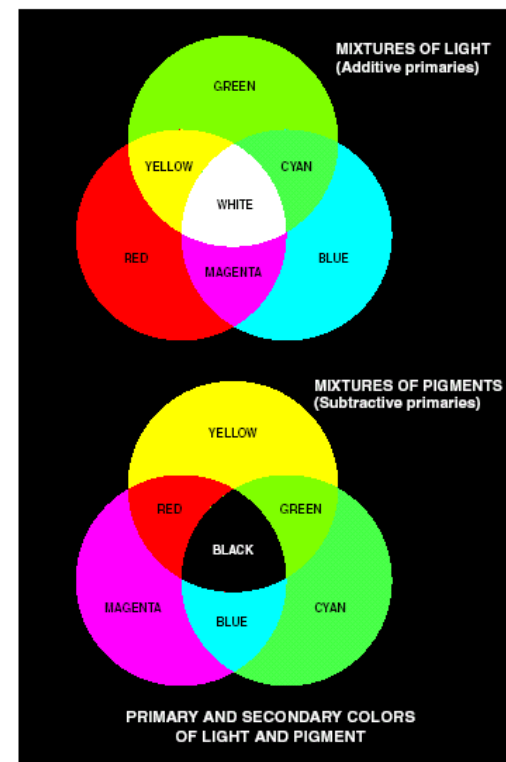 MIXTURES OF LIGHT
(Additive primaries)
GREEN
YELLOW
CYAN
WHITE
RED
BLUE
MAGENTA
MIXTURES OF PIGMENTS
(Subtractive primaries)
YELLOW
RED
GREEN
BLACK
MAGENTA
CYAN
BLUE
PRIMARY AND SECONDARY COLORS
OF LIGHT AND PIGMENT